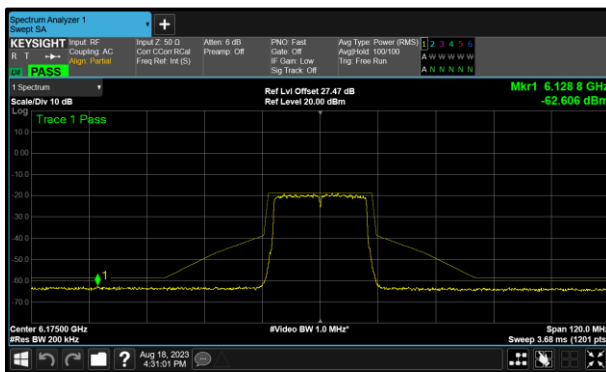 Spectrum Analyzer 1
Swept SA
+
KEYSIGHT Input: RF Input Z: 50 Ω Atten: 6 dB PNO: Fast Avg Type: Power (RMS) 1 2 3 4 5 6
R T Coupling: AC Corr CCorr RCal Preamp: Off Gate: Off Avg|Hold: 100/100 A W W W W W
Align: Partial Freq Ref: Int (S) IF Gain: Low Trig: Free Run
PASS Sig Track: Off A N N N N N
1 Spectrum Ref Lvl Offset 27.47 dB Mkr1 6.128 8 GHz
Scale/Div 10 dB Ref Level 20.00 dBm -62.606 dBm
Log Trace 1 Pass
10.0
0.00
-10.0
-20.0
-30.0
-40.0
-50.0
1
-60.0
-70.0
Center 6.17500 GHz #Video BW 1.0 MHz* Span 120.0 MHz
#Res BW 200 kHz Sweep 3.68 ms (1201 pts)
? Aug 18, 2023
4:31:01 PM